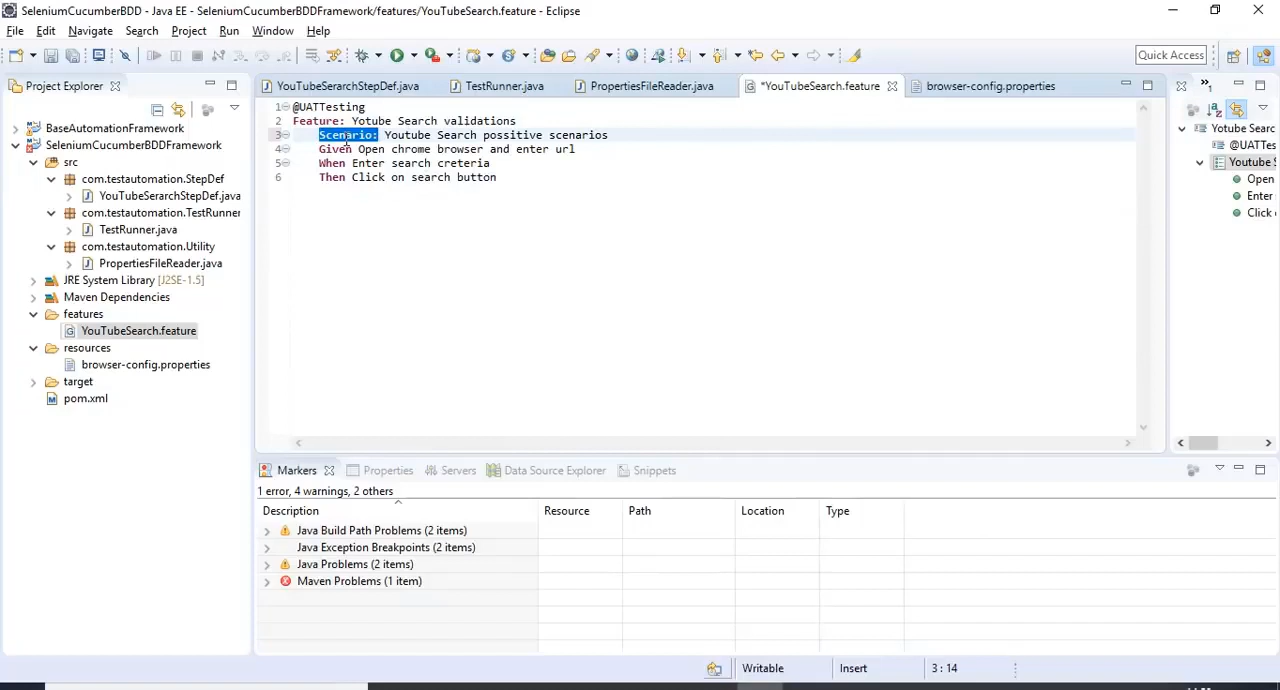 SeleniumCucumberBDD - Java EE - SeleniumCucumberBDDFramework/features/YouTubeSearch.feature - Eclipse
File Edit Navigate Search Project Run Window Help
Quick Access
Project Explorer
YouTubeSerarchStepDef.java TestRunner.java PropertiesFileReader.java *YouTubeSearch.feature browser-config.properties
1 @UATTesting
2 Feature: Yotube Search validations
3 Scenario: Youtube Search possitive scenarios
4 Given Open chrome browser and enter url
5 When Enter search creteria
6 Then Click on search button
BaseAutomationFramework
SeleniumCucumberBDDFramework
src
com.testautomation.StepDef
YouTubeSerarchStepDef.java
com.testautomation.TestRunner
TestRunner.java
com.testautomation.Utility
PropertiesFileReader.java
JRE System Library [J2SE-1.5]
Maven Dependencies
features
YouTubeSearch.feature
resources
browser-config.properties
target
pom.xml
Yotube Searc
@UATTes
Youtube S
Open
Enter
Click
Markers Properties Servers Data Source Explorer Snippets
1 error, 4 warnings, 2 others
Description Resource Path Location Type
Java Build Path Problems (2 items)
Java Exception Breakpoints (2 items)
Java Problems (2 items)
Maven Problems (1 item)
Writable Insert 3 : 14